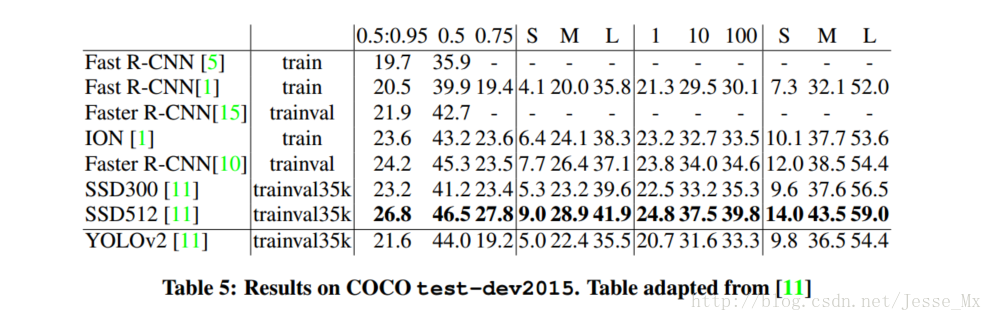 0.5:0.95 0.5 0.75 S M L 1 10 100 S M L
Fast R-CNN [5] train 19.7 35.9 - - - - - - - - - -
Fast R-CNN[1] train 20.5 39.9 19.4 4.1 20.0 35.8 21.3 29.5 30.1 7.3 32.1 52.0
Faster R-CNN[15] trainval 21.9 42.7 - - - - - - - - - -
ION [1] train 23.6 43.2 23.6 6.4 24.1 38.3 23.2 32.7 33.5 10.1 37.7 53.6
Faster R-CNN[10] trainval 24.2 45.3 23.5 7.7 26.4 37.1 23.8 34.0 34.6 12.0 38.5 54.4
SSD300 [11] trainval35k 23.2 41.2 23.4 5.3 23.2 39.6 22.5 33.2 35.3 9.6 37.6 56.5
SSD512 [11] trainval35k 26.8 46.5 27.8 9.0 28.9 41.9 24.8 37.5 39.8 14.0 43.5 59.0
YOLOv2 [11] trainval35k 21.6 44.0 19.2 5.0 22.4 35.5 20.7 31.6 33.3 9.8 36.5 54.4
Table 5: Results on COCO test-dev2015. Table adapted from [11]
http://blog.csdn.net/Jesse_Mx